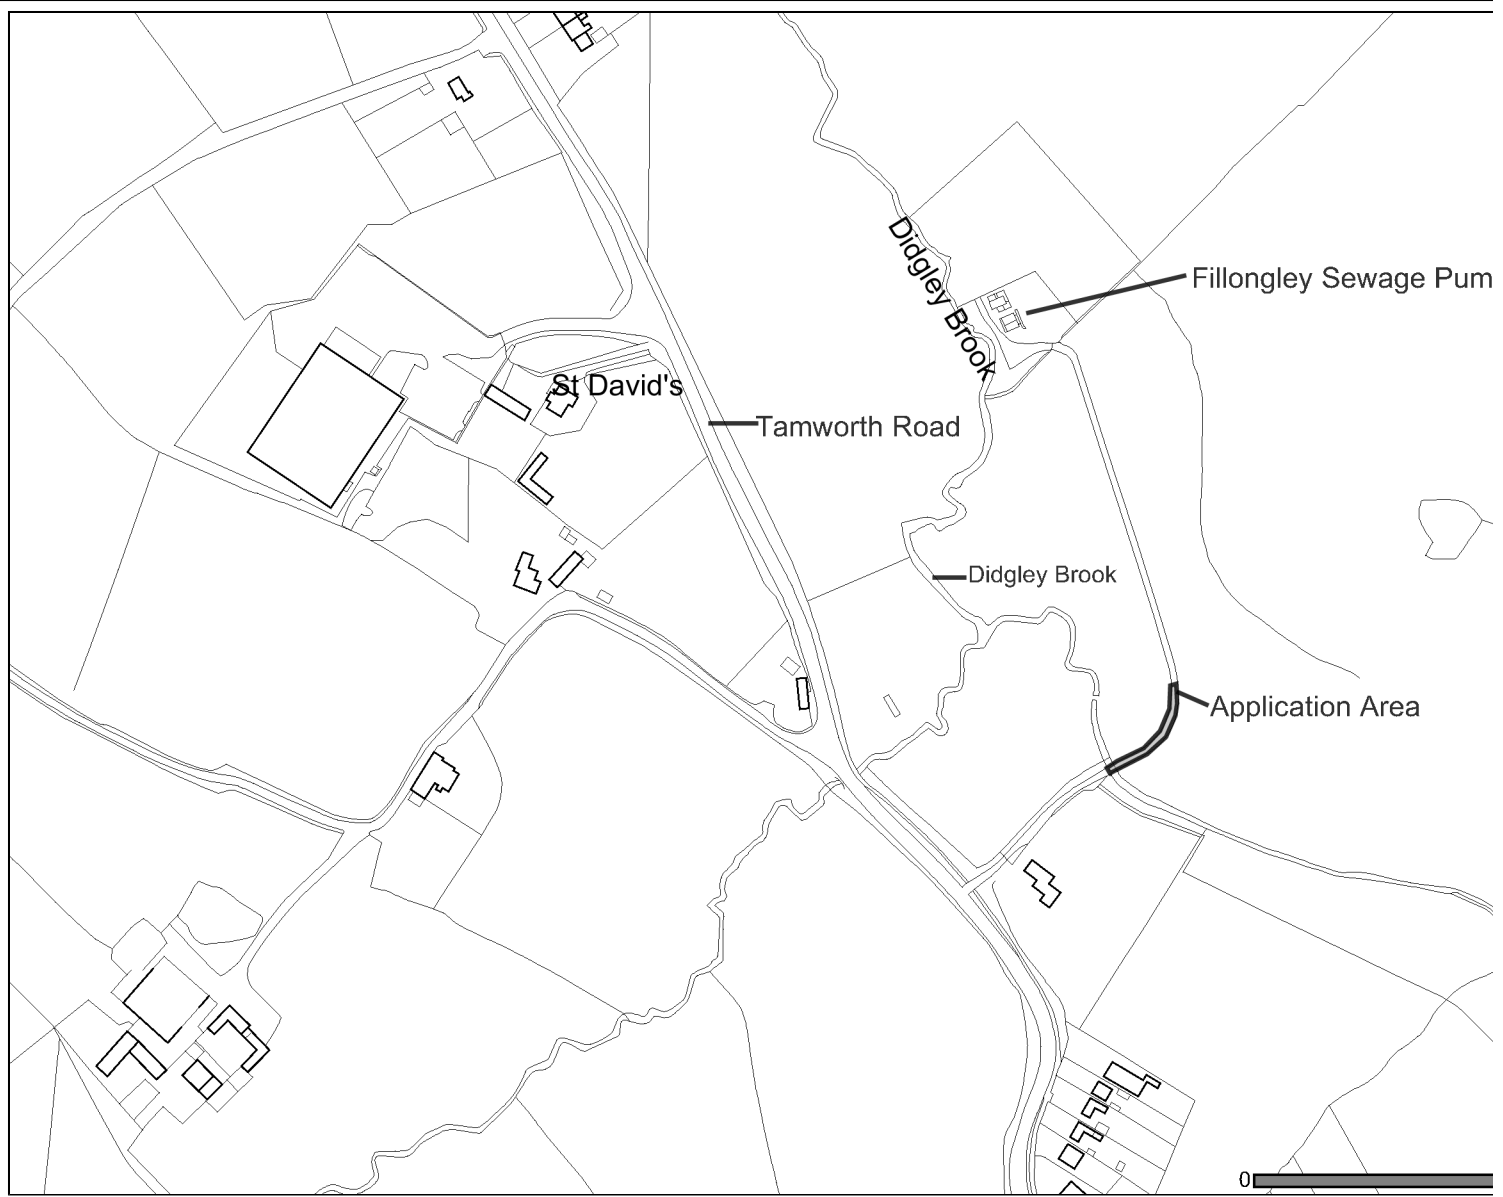 Didgley Brook
Fillongley Sewage Pum
St David's
Tamworth Road
Didgley Brook
Application Area
0